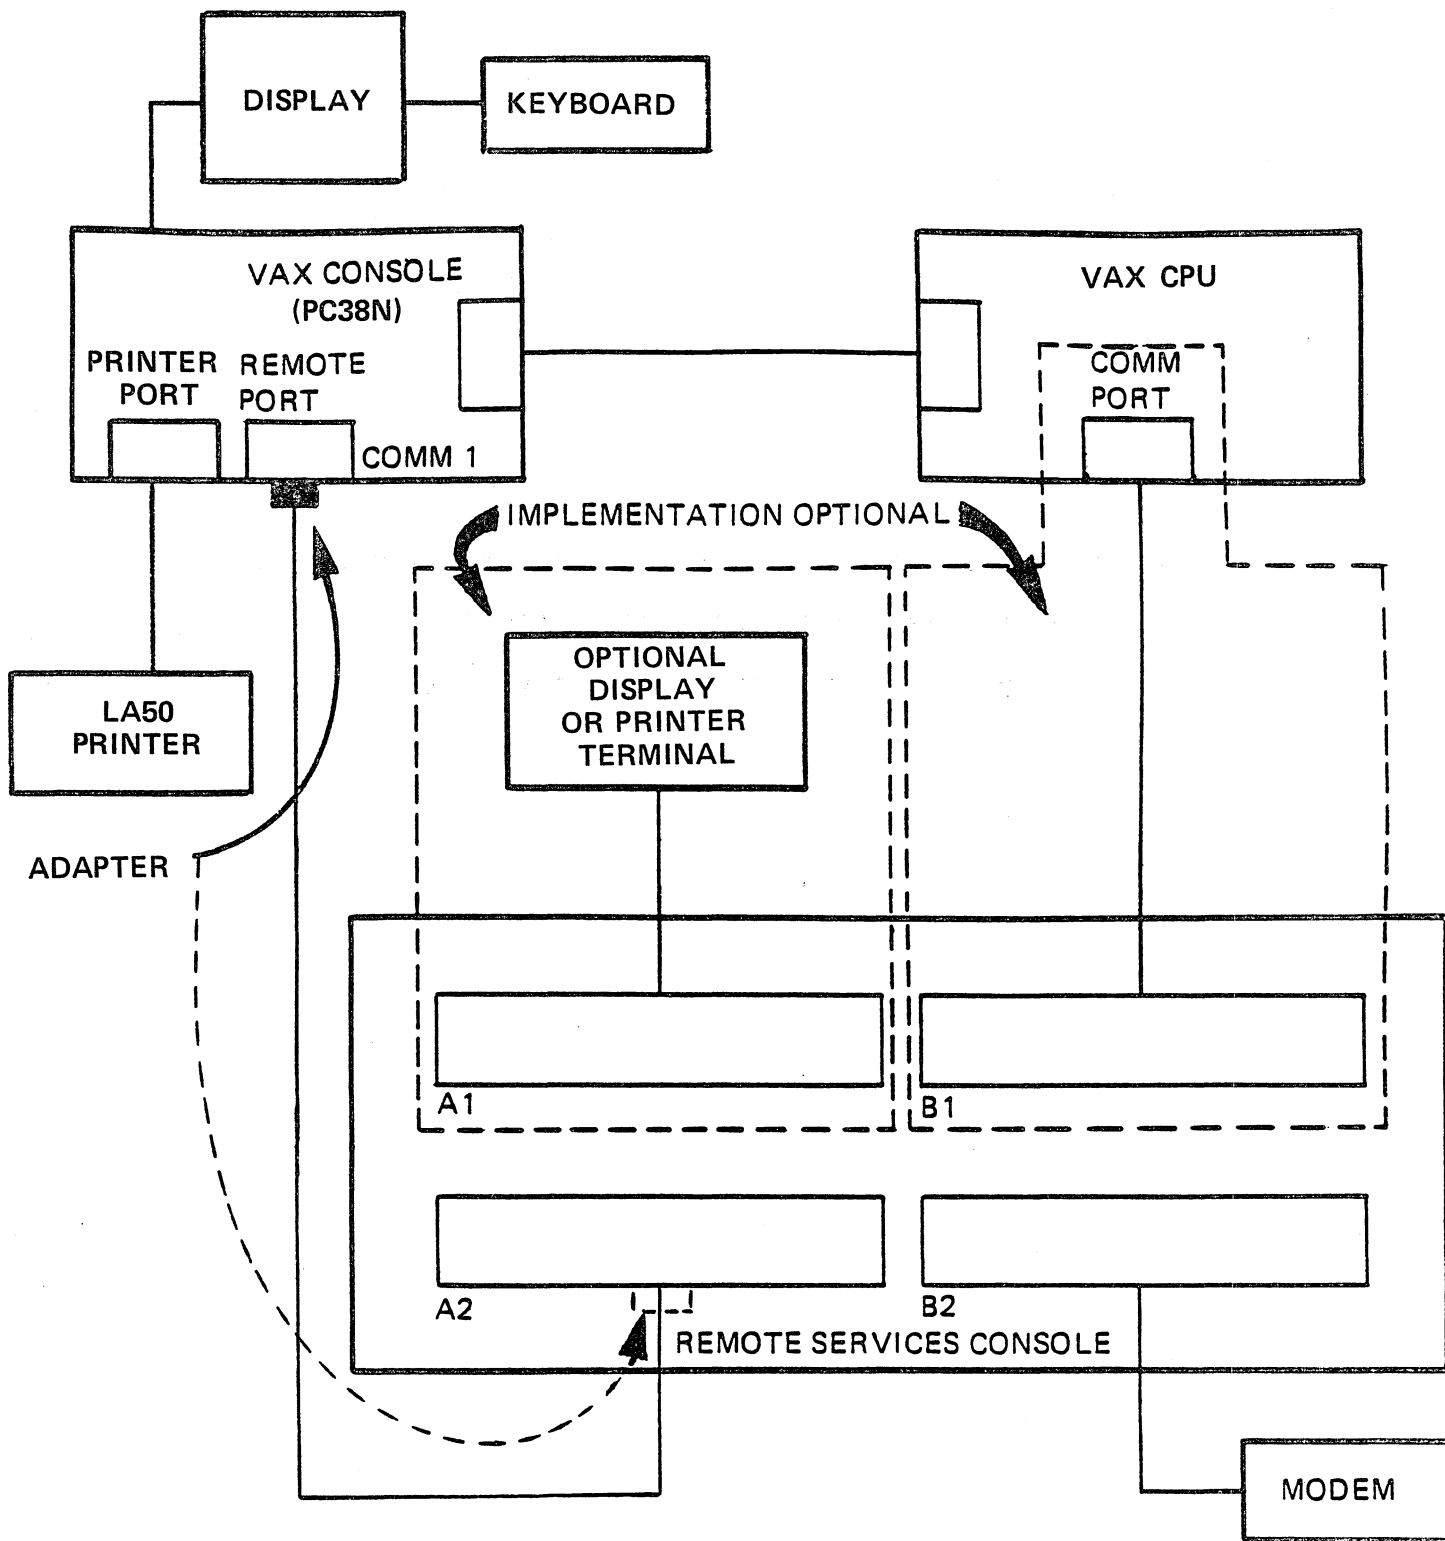 DISPLAY
KEYBOARD
VAX CONSOLE
(PC38N)
PRINTER
PORT
REMOTE
PORT
COMM 1
VAX CPU
COMM
PORT
IMPLEMENTATION OPTIONAL
OPTIONAL
DISPLAY
OR PRINTER
TERMINAL
LA50
PRINTER
ADAPTER
A1
B1
A2
B2
REMOTE SERVICES CONSOLE
MODEM